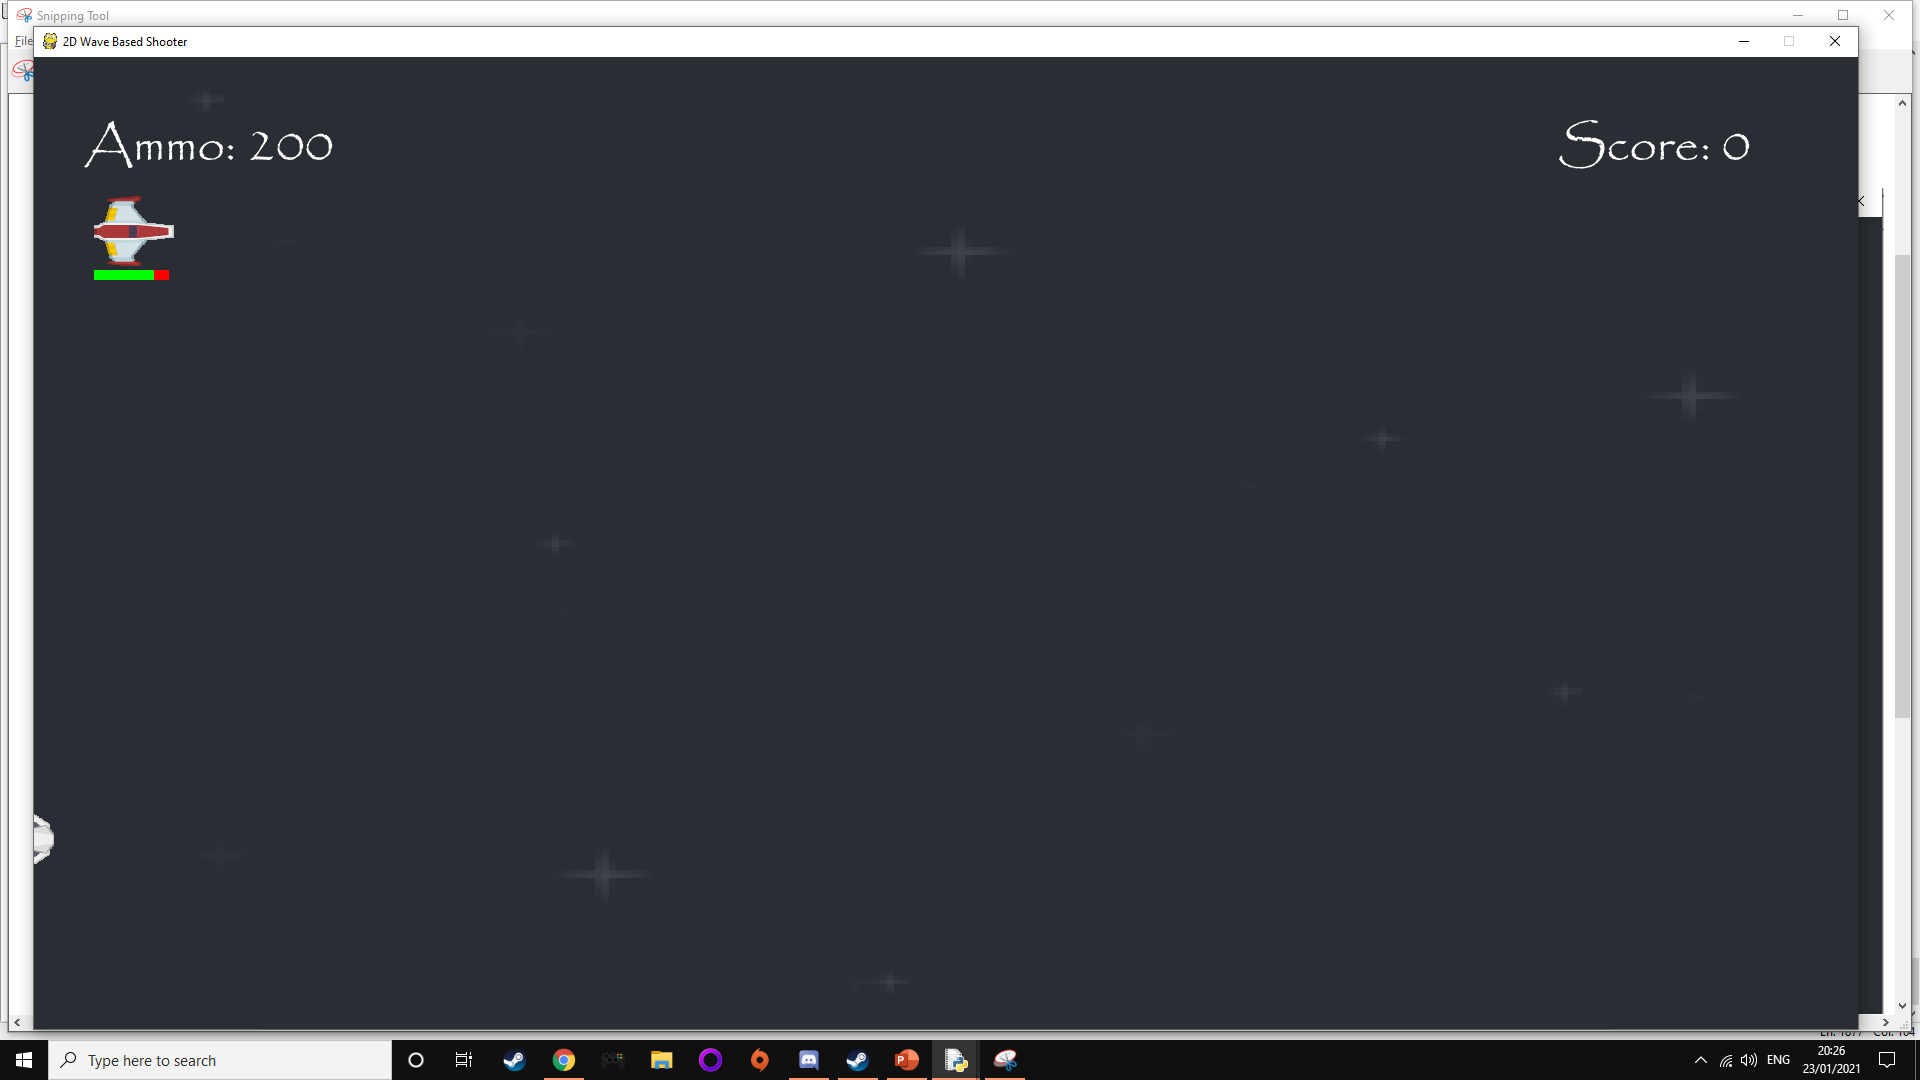 Snipping Tool
File
2D Wave Based Shooter
Ammo: 200
Score: 0
Type here to search
ENG
20:26
23/01/2021